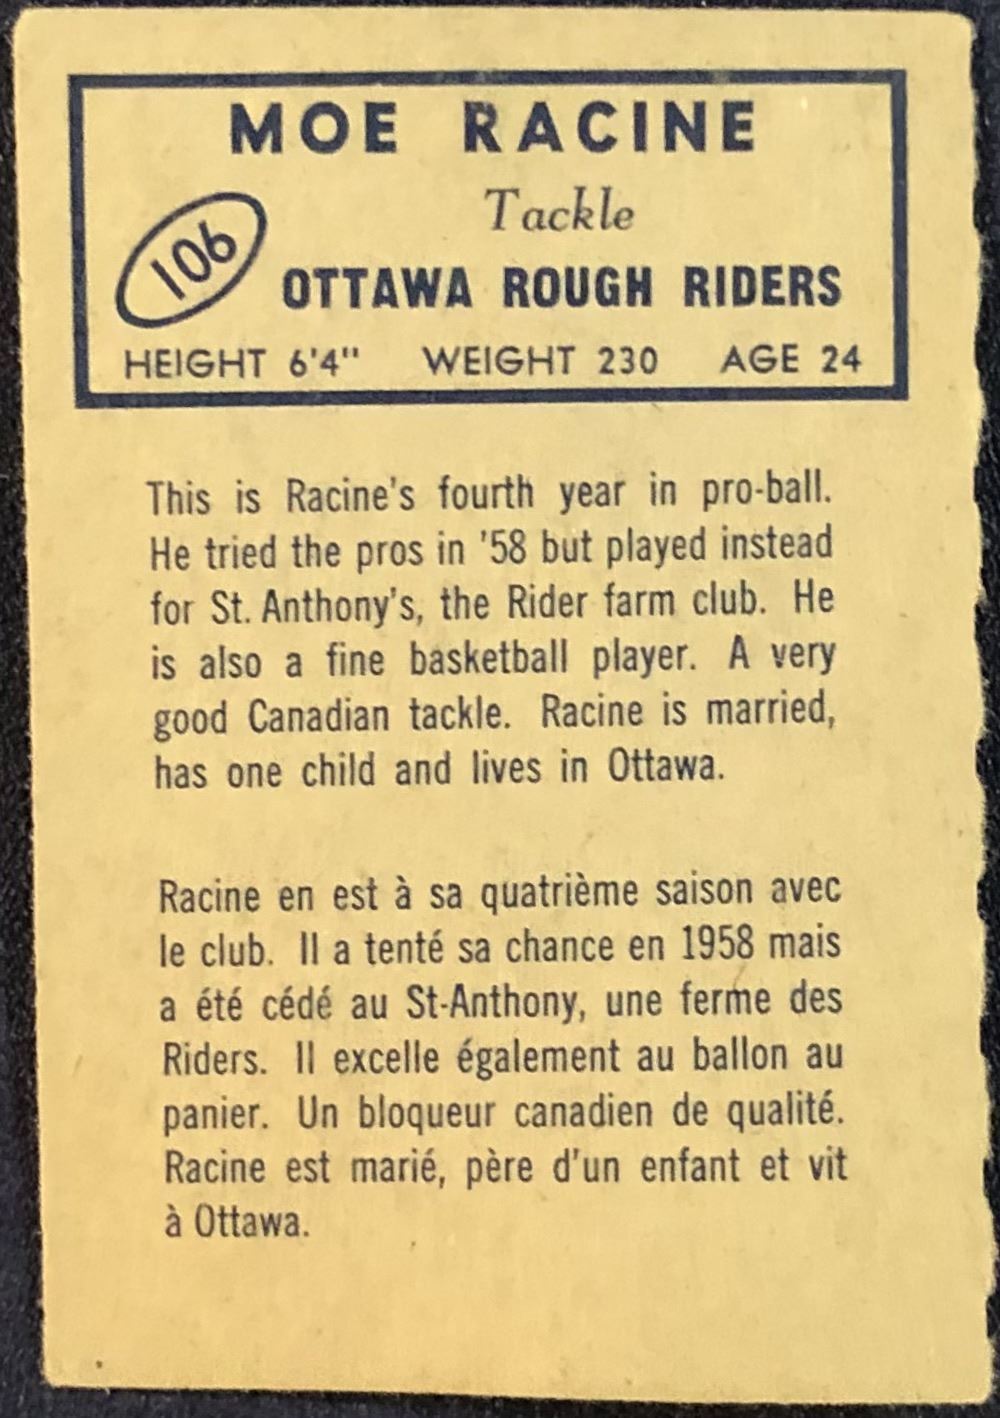 MOE RACINE
Tackle
106
OTTAWA ROUGH RIDERS
HEIGHT 6'4" WEIGHT 230 AGE 24
This is Racine's fourth year in pro-ball.
He tried the pros in '58 but played instead
for St. Anthony's, the Rider farm club. He
is also a fine basketball player. A very
good Canadian tackle. Racine is married,
has one child and lives in Ottawa.
Racine en est à sa quatrième saison avec
le club. Il a tenté sa chance en 1958 mais
a été cédé au St-Anthony, une ferme des
Riders. Il excelle également au ballon au
panier. Un bloqueur canadien de qualité.
Racine est marié, père d'un enfant et vit
à Ottawa.